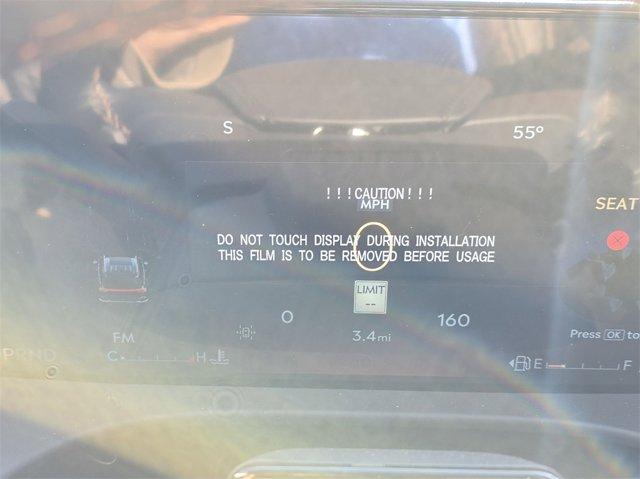 S
55°
! ! ! CAUTION ! ! !
MPH
SEAT
0
DO NOT TOUCH DISPLAY DURING INSTALLATION
THIS FILM IS TO BE REMOVED BEFORE USAGE
LIMIT
--
0
160
3.4mi
FM
Press OK to
PRND
C H
E F